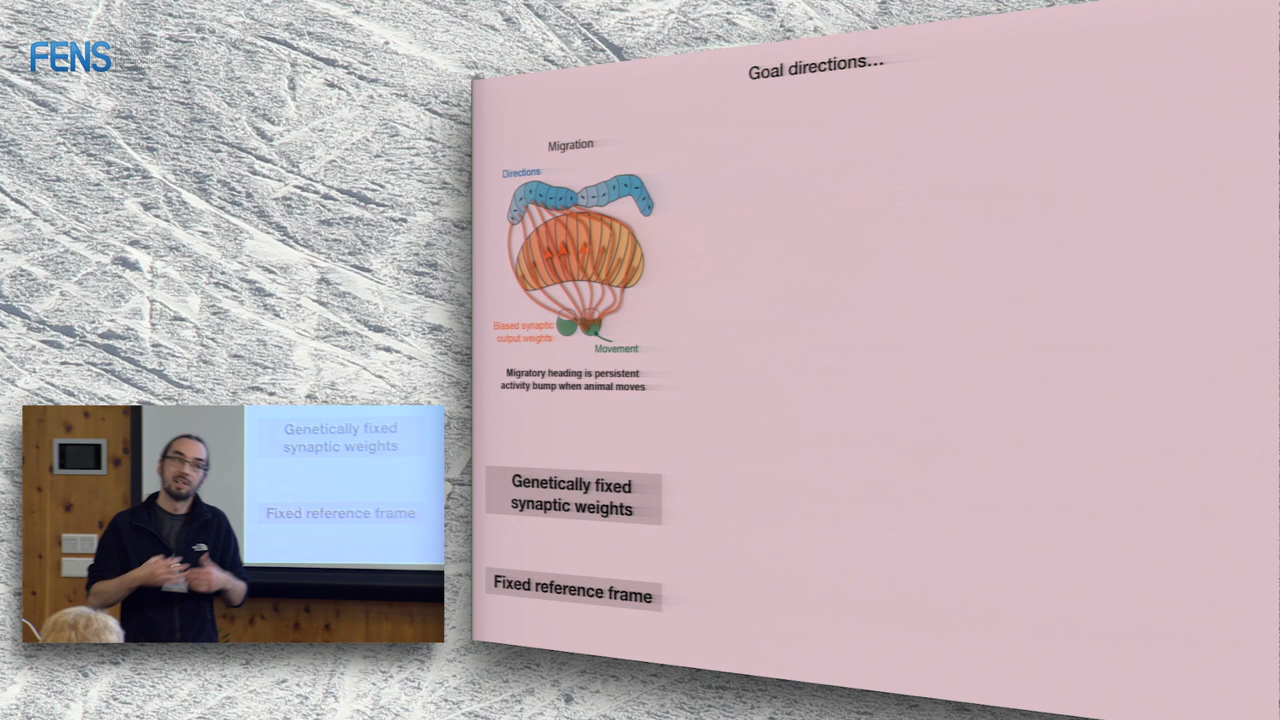 FENS
Goal directions...
Migration
Directions
Biased synaptic
output weights
Movement
Migratory heading is persistent
activity bump when animal moves
Genetically fixed
synaptic weights
Fixed reference frame
Genetically fixed
synaptic weights
Fixed reference frame